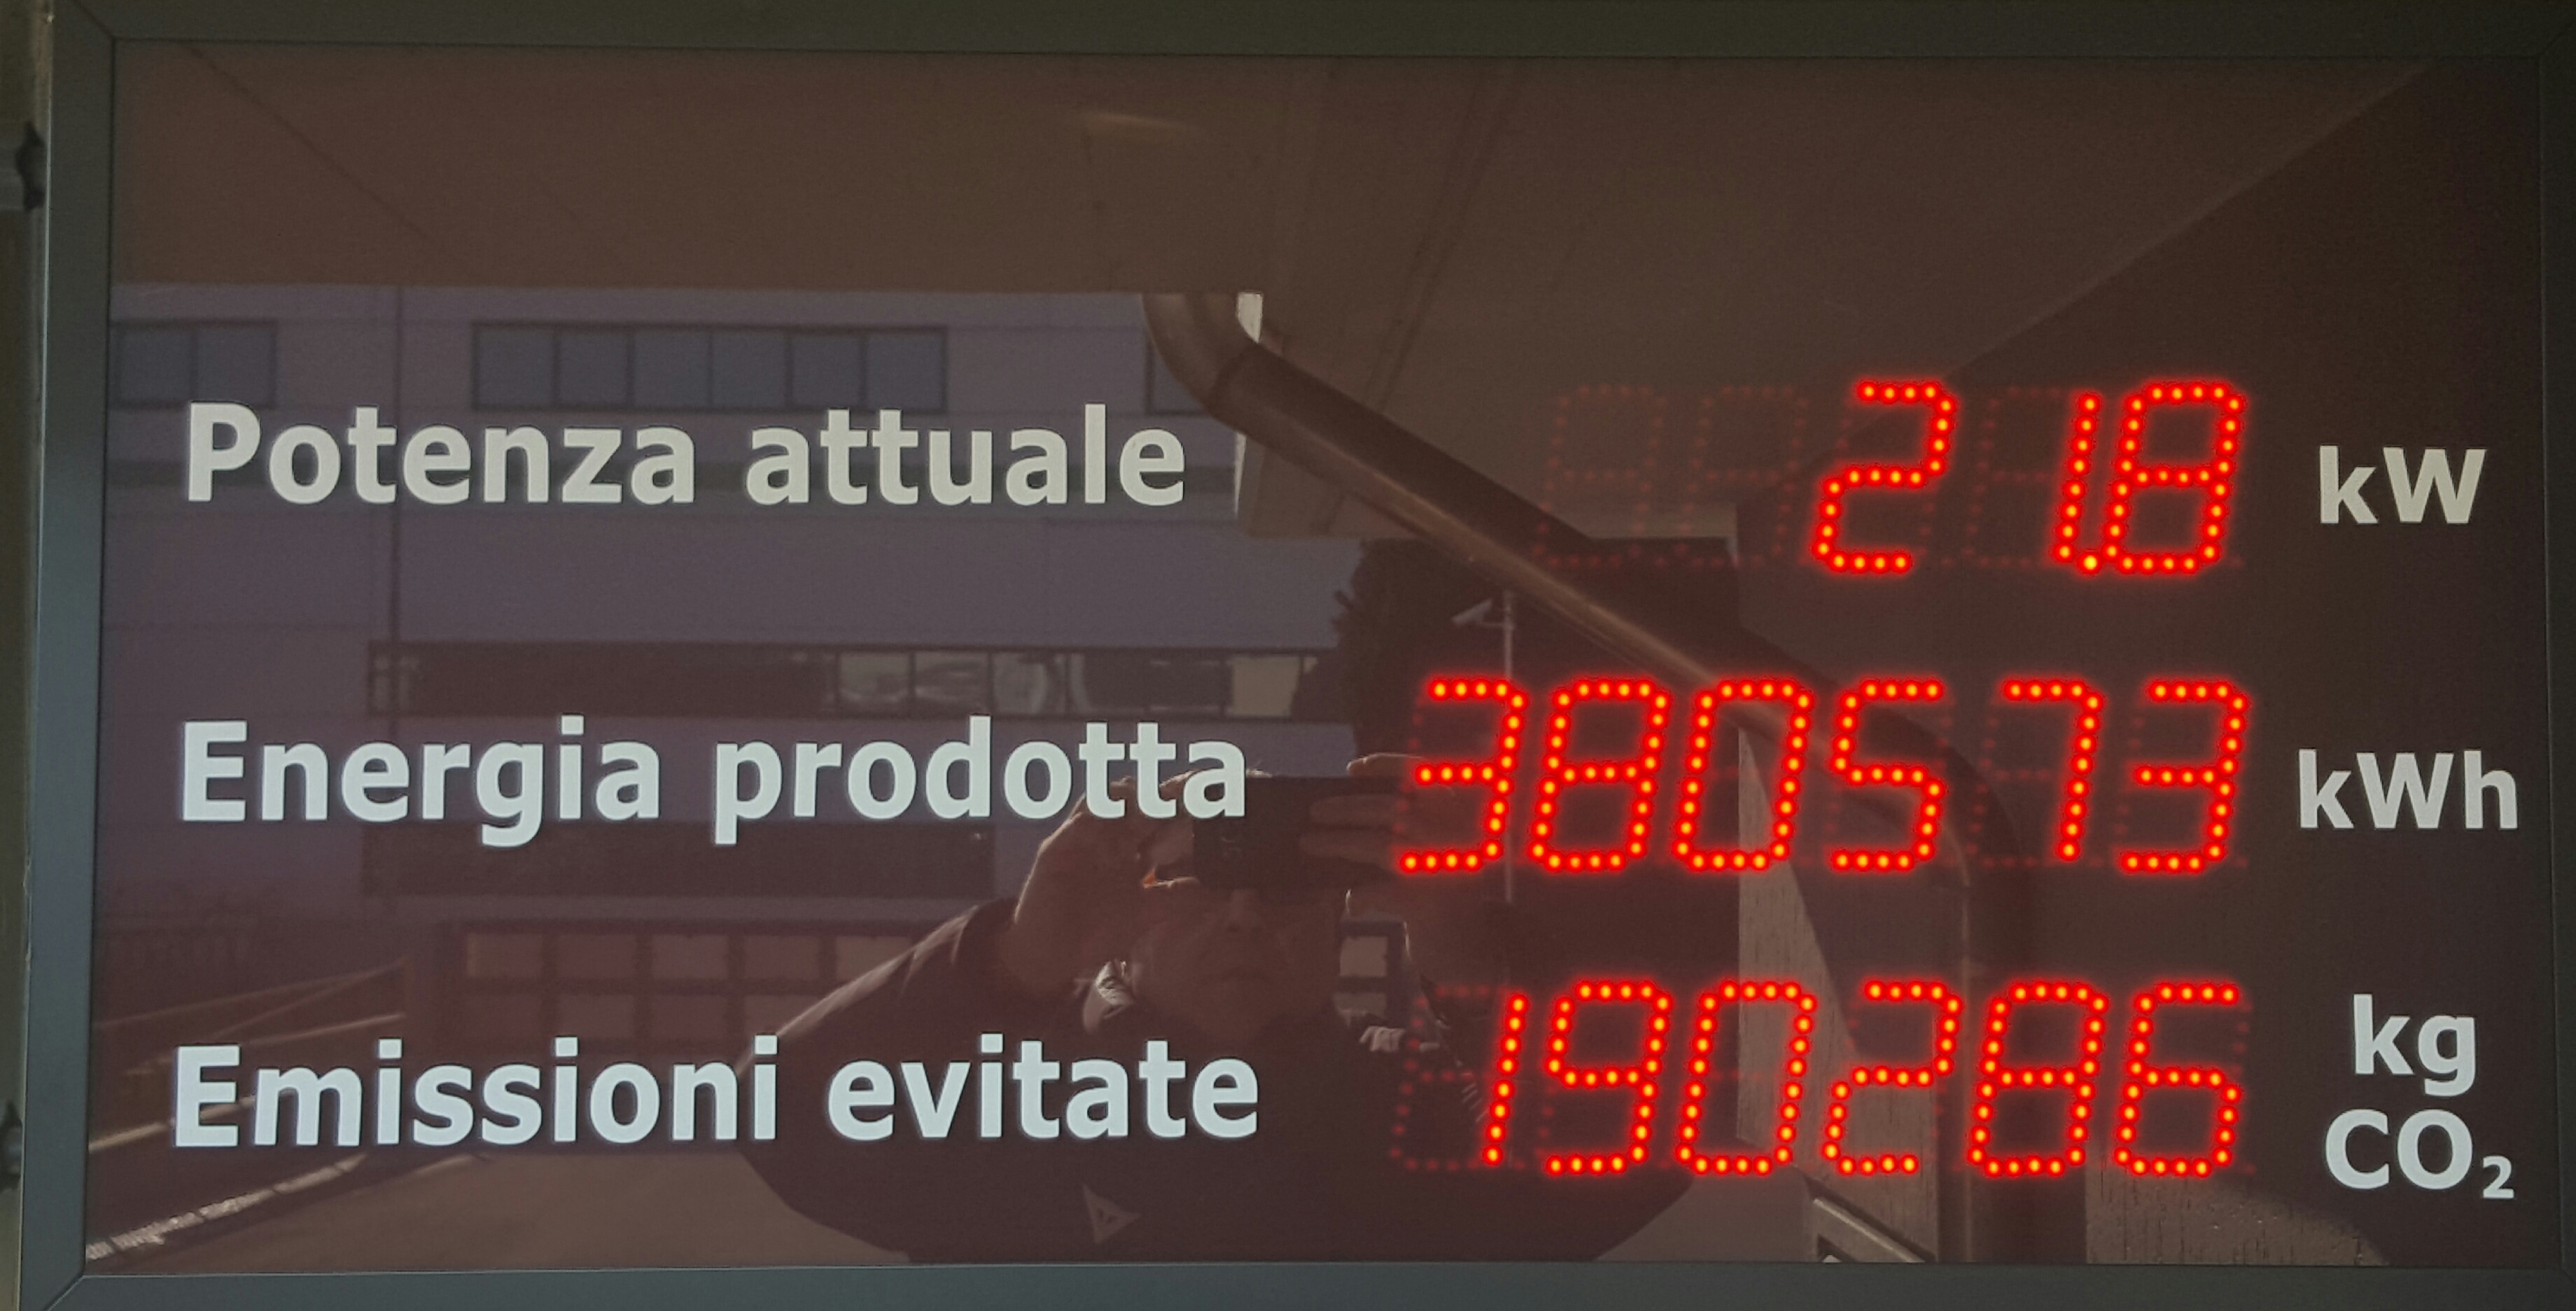 Potenza attuale 21.8 kW
Energia prodotta 380573 kWh
Emissioni evitate 190286 kg CO₂